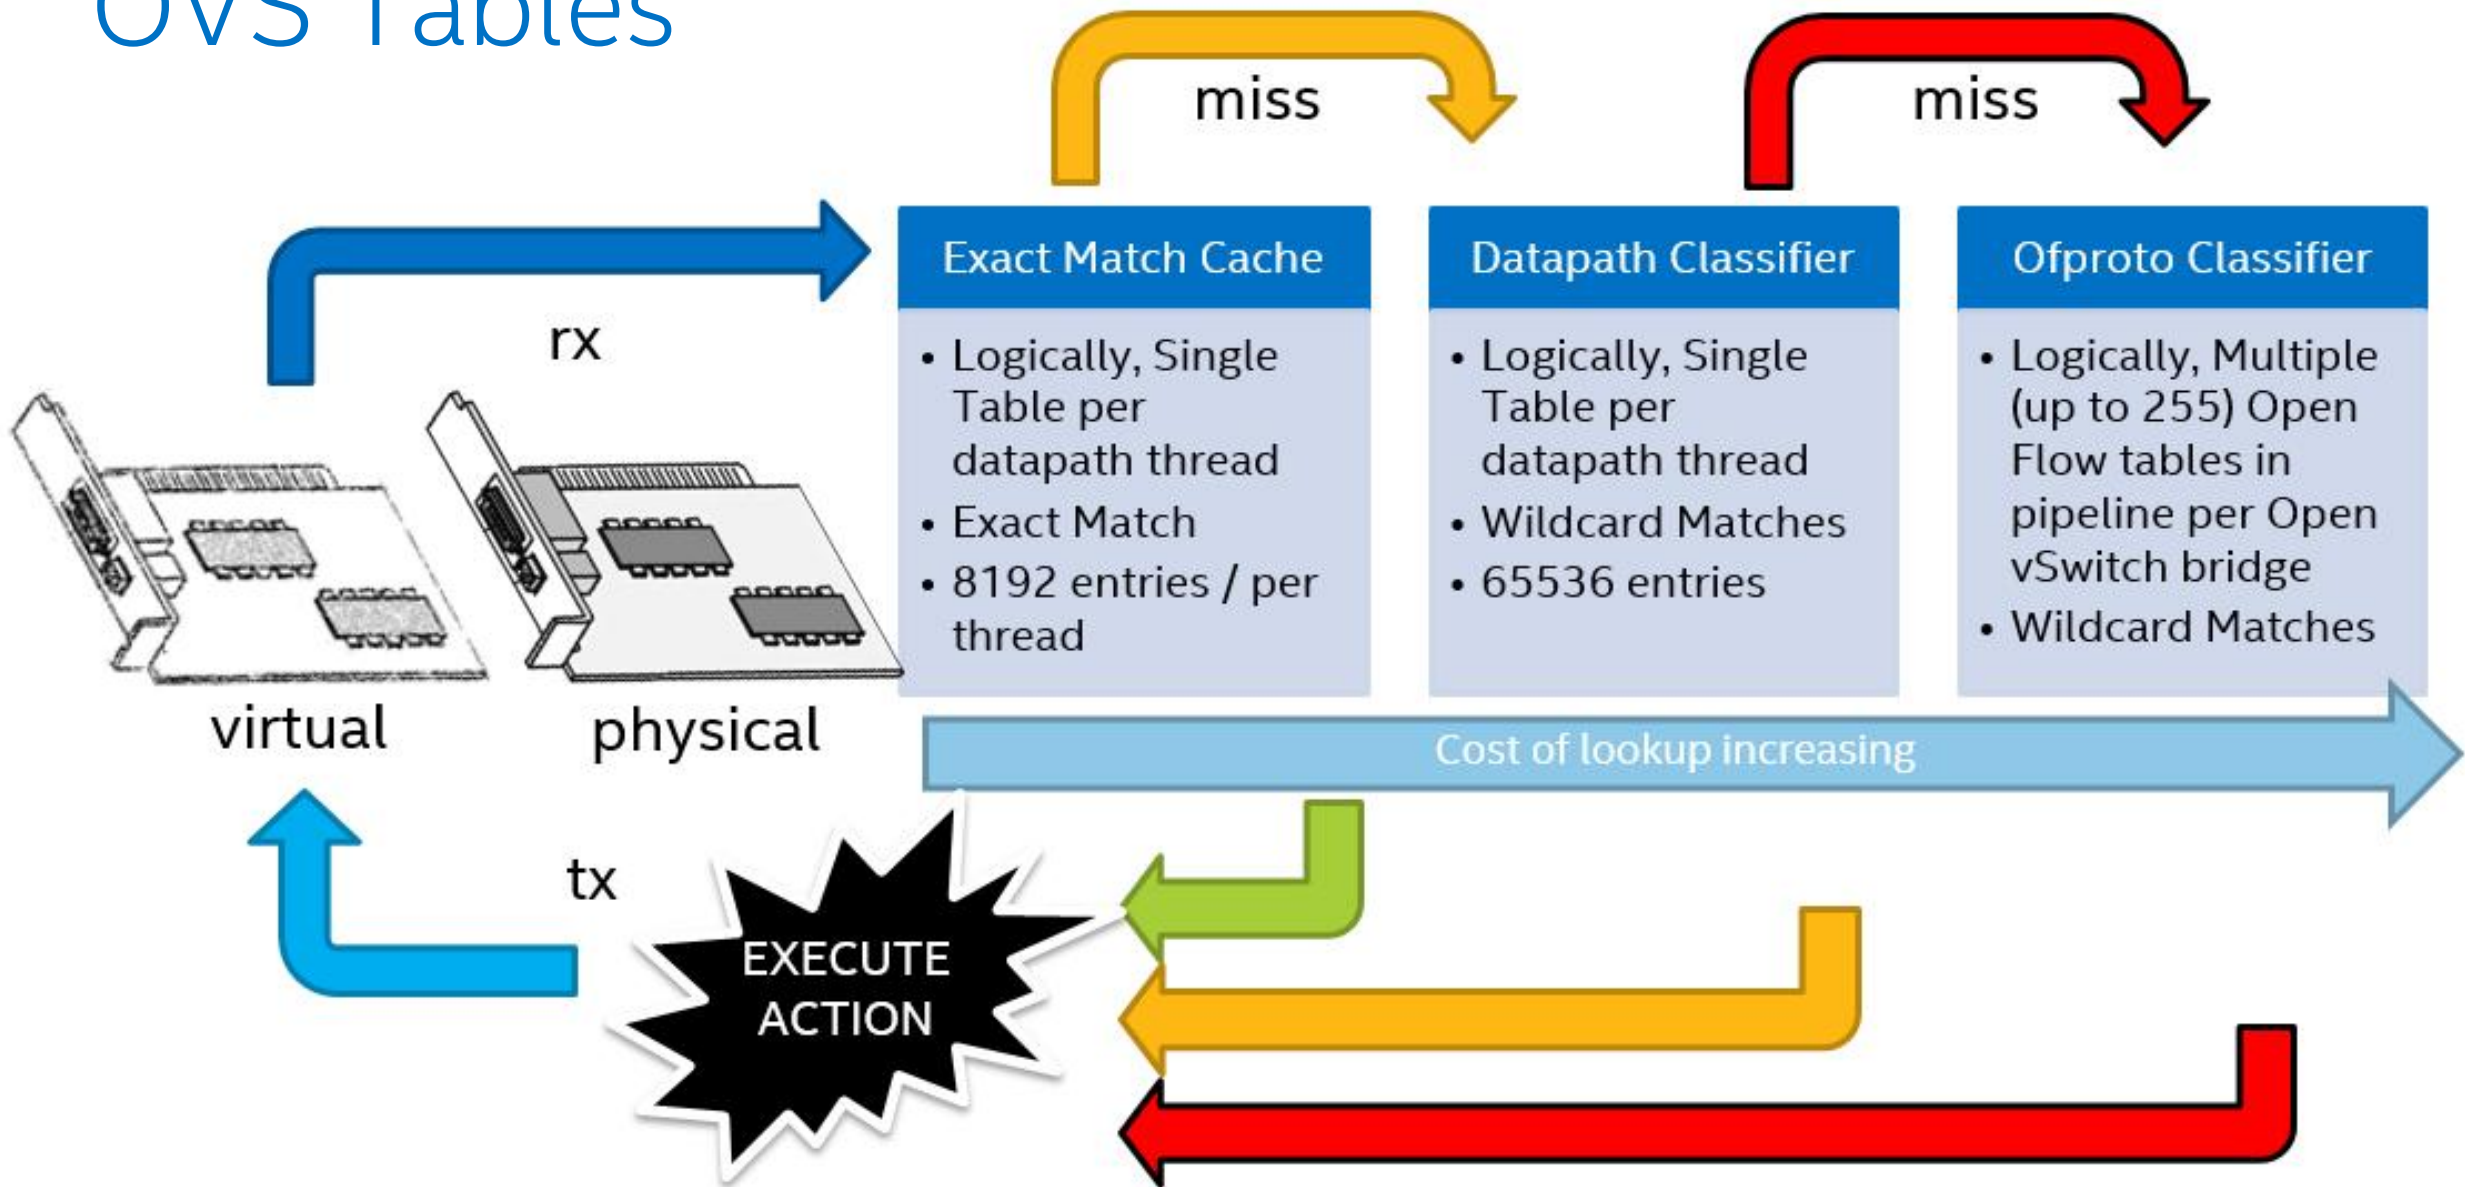 OVS Tables
miss
miss
rx
Exact Match Cache
• Logically, Single
Table per
datapath thread
• Exact Match
• 8192 entries / per
thread
Datapath Classifier
• Logically, Single
Table per
datapath thread
• Wildcard Matches
• 65536 entries
Ofproto Classifier
• Logically, Multiple
(up to 255) Open
Flow tables in
pipeline per Open
vSwitch bridge
• Wildcard Matches
virtual
physical
Cost of lookup increasing
tx
EXECUTE
ACTION